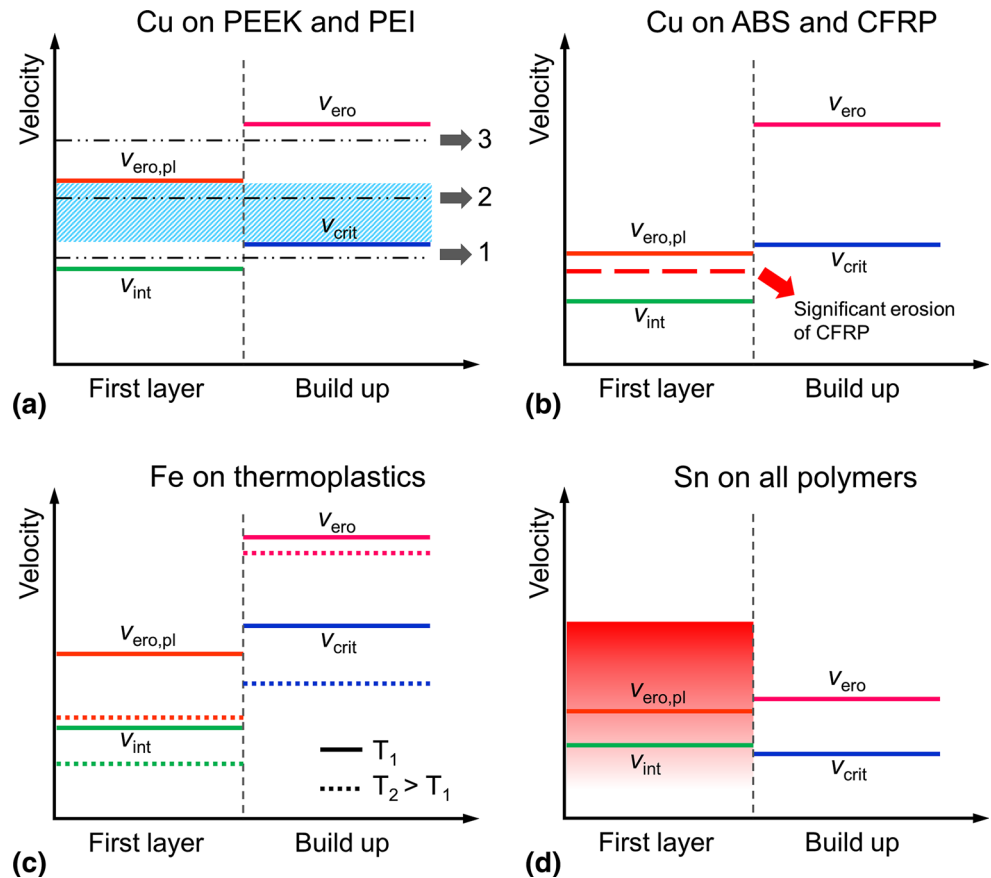 Cu on PEEK and PEI
Velocity
v_ero
3
v_ero,pl
2
v_crit
1
v_int
First layer
Build up
(a)
Cu on ABS and CFRP
Velocity
v_ero
v_ero,pl
v_crit
v_int
Significant erosion
of CFRP
First layer
Build up
(b)
Fe on thermoplastics
Velocity
v_ero
v_ero,pl
v_crit
v_int
T₁
T₂ > T₁
First layer
Build up
(c)
Sn on all polymers
Velocity
v_ero
v_ero,pl
v_int
v_crit
First layer
Build up
(d)